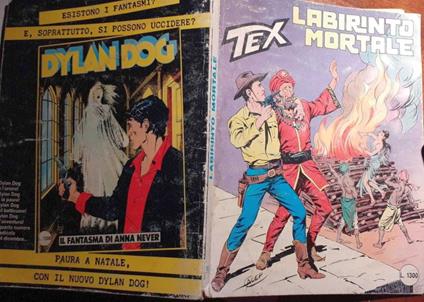 ESISTONO I FANTASMI?
E, SOPRATTUTTO, SI POSSONO UCCIDERE?
DYLAN DOG
IL FANTASMA DI ANNA NEVER
PAURA A NATALE,
CON IL NUOVO DYLAN DOG!
LABIRINTO MORTALE
TEX
LABIRINTO
MORTALE
GALEP
L. 1300